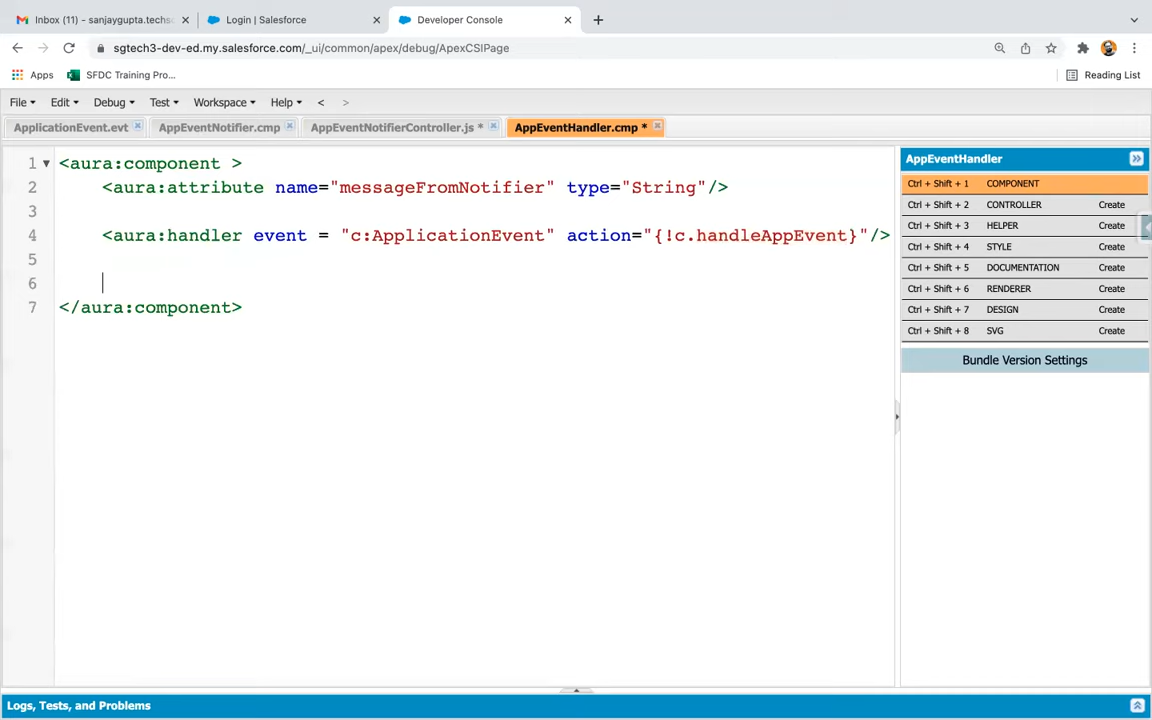 Inbox (11) - sanjaygupta.techsc
Login | Salesforce
Developer Console
sgtech3-dev-ed.my.salesforce.com/_ui/common/apex/debug/ApexCSIPage
Apps
SFDC Training Pro...
Reading List
File Edit Debug Test Workspace Help < >
ApplicationEvent.evt
AppEventNotifier.cmp
AppEventNotifierController.js *
AppEventHandler.cmp *
1 <aura:component >
2 <aura:attribute name="messageFromNotifier" type="String"/>
3
4 <aura:handler event = "c:ApplicationEvent" action="{!c.handleAppEvent}"/>
5
6
7 </aura:component>
AppEventHandler
Ctrl + Shift + 1 COMPONENT
Ctrl + Shift + 2 CONTROLLER Create
Ctrl + Shift + 3 HELPER Create
Ctrl + Shift + 4 STYLE Create
Ctrl + Shift + 5 DOCUMENTATION Create
Ctrl + Shift + 6 RENDERER Create
Ctrl + Shift + 7 DESIGN Create
Ctrl + Shift + 8 SVG Create
Bundle Version Settings
Logs, Tests, and Problems